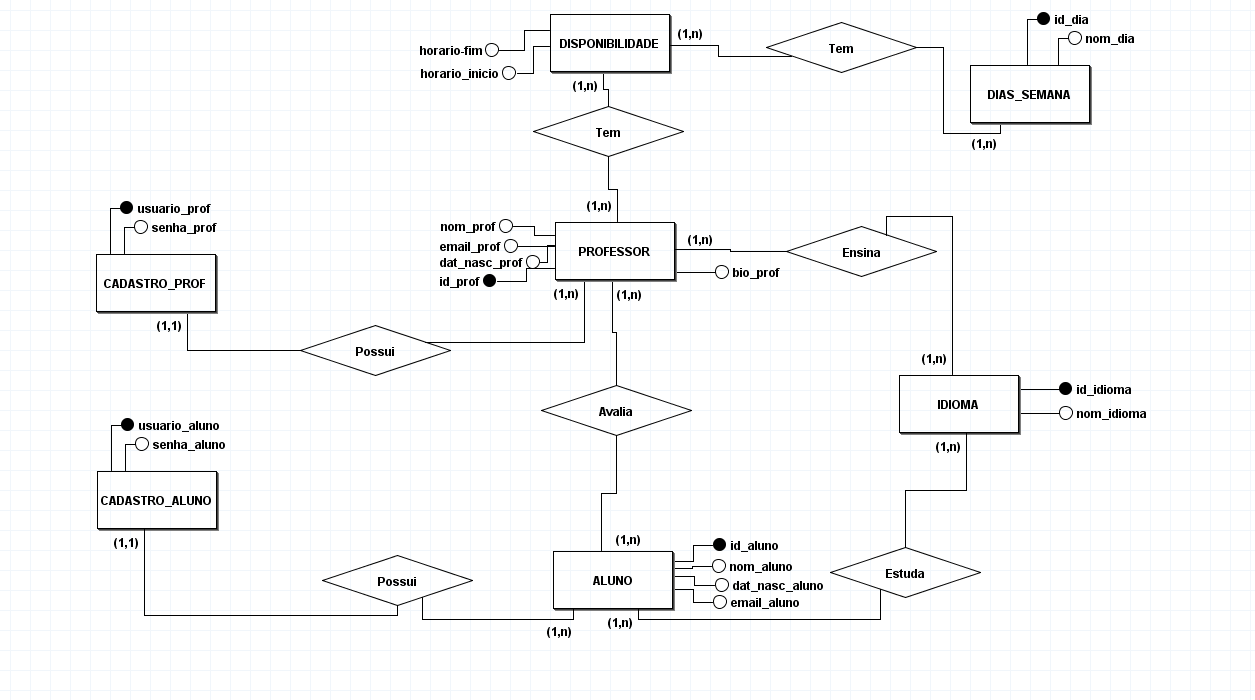 id_dia
nom_dia
DISPONIBILIDADE
(1,n)
Tem
horario-fim
horario_inicio
(1,n)
DIAS_SEMANA
Tem
(1,n)
(1,n)
usuario_prof
senha_prof
nom_prof
email_prof
dat_nasc_prof
id_prof
PROFESSOR
(1,n)
Ensina
bio_prof
CADASTRO_PROF
(1,n)
(1,n)
(1,1)
Possui
(1,n)
id_idioma
nom_idioma
IDIOMA
Avalia
usuario_aluno
senha_aluno
(1,n)
CADASTRO_ALUNO
(1,1)
(1,n)
id_aluno
nom_aluno
dat_nasc_aluno
email_aluno
ALUNO
Possui
Estuda
(1,n)
(1,n)